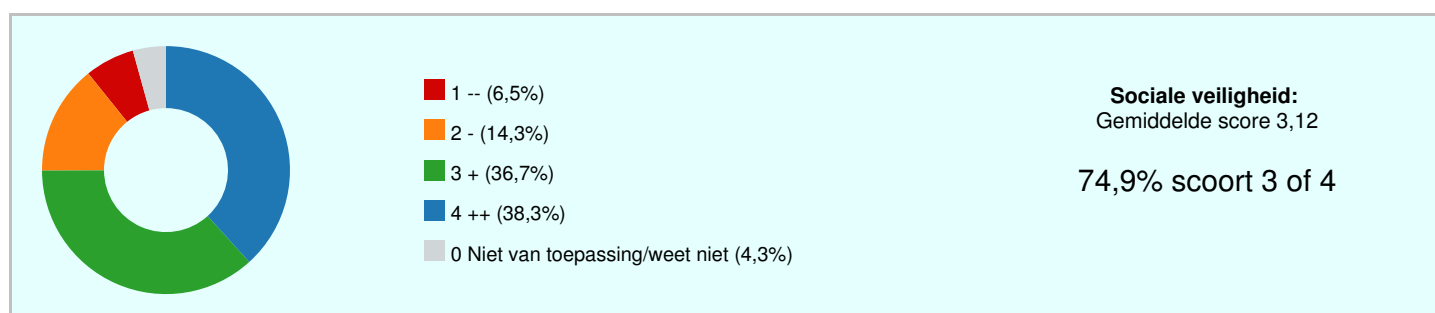 1 -- (6,5%)
2 - (14,3%)
3 + (36,7%)
4 ++ (38,3%)
0 Niet van toepassing/weet niet (4,3%)
Sociale veiligheid:
Gemiddelde score 3,12
74,9% scoort 3 of 4